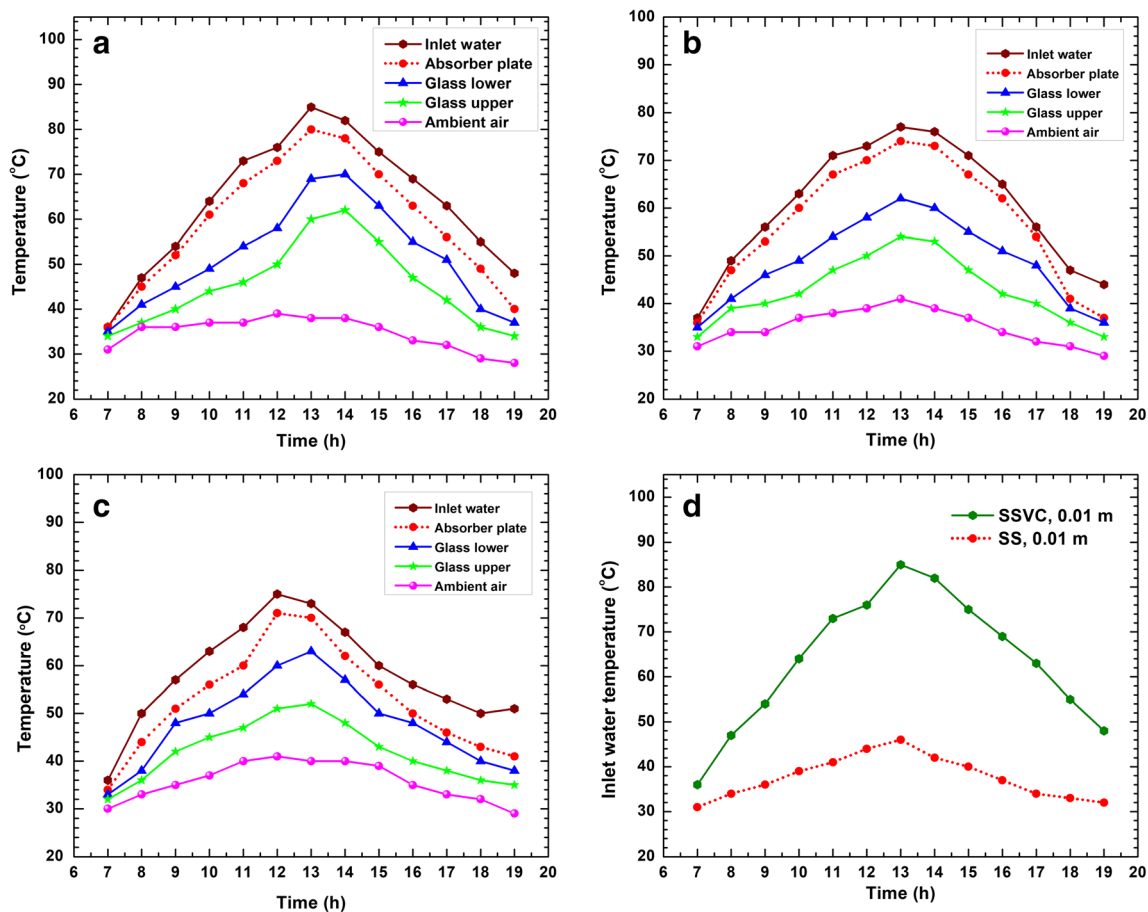 a
Inlet water
Absorber plate
Glass lower
Glass upper
Ambient air
100
90
80
70
60
50
40
30
20
Temperature (°C)
6 7 8 9 10 11 12 13 14 15 16 17 18 19 20
Time (h)
b
Inlet water
Absorber plate
Glass lower
Glass upper
Ambient air
100
90
80
70
60
50
40
30
20
Temperature (°C)
6 7 8 9 10 11 12 13 14 15 16 17 18 19 20
Time (h)
c
Inlet water
Absorber plate
Glass lower
Glass upper
Ambient air
100
90
80
70
60
50
40
30
20
Temperature (°C)
6 7 8 9 10 11 12 13 14 15 16 17 18 19 20
Time (h)
d
SSVC, 0.01 m
SS, 0.01 m
100
90
80
70
60
50
40
30
20
Inlet water temperature (°C)
6 7 8 9 10 11 12 13 14 15 16 17 18 19 20
Time (h)